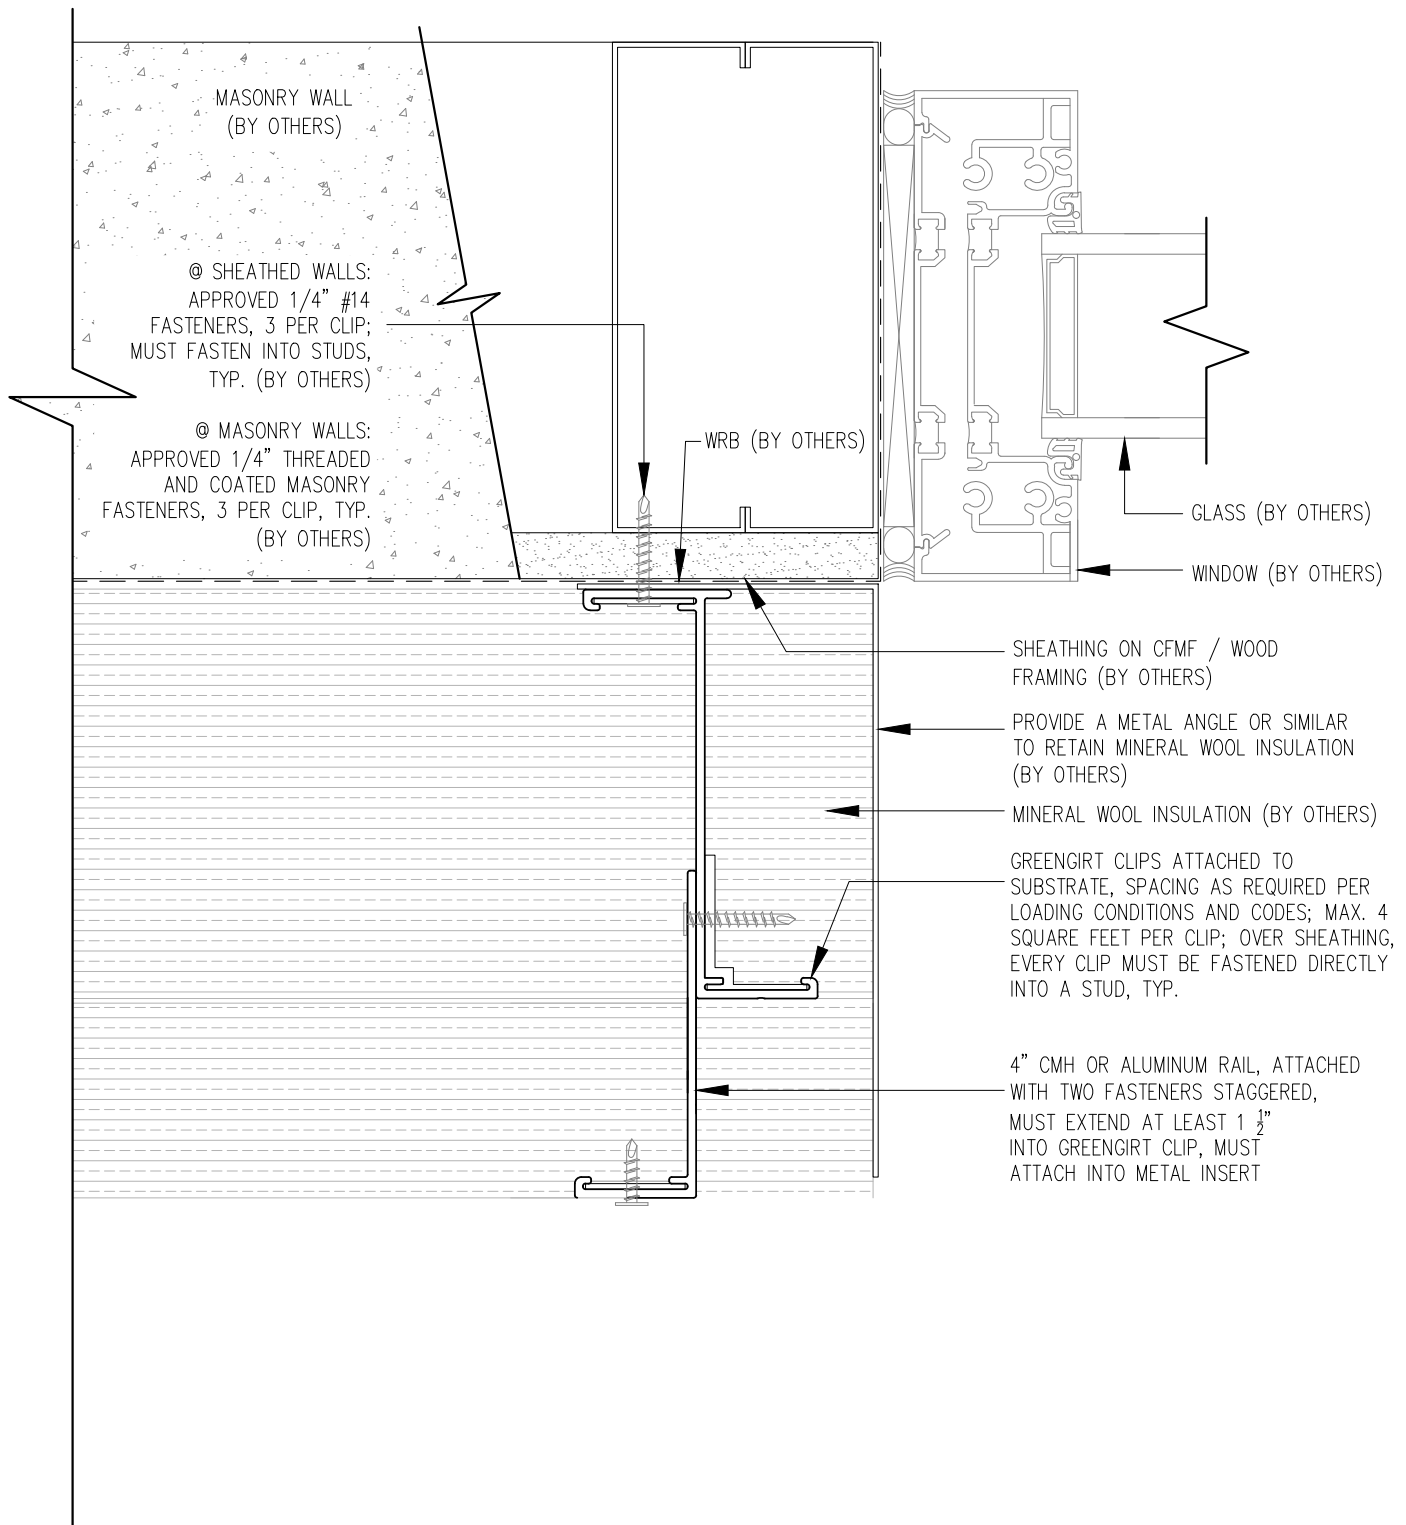 MASONRY WALL
(BY OTHERS)
@ SHEATHED WALLS:
APPROVED 1/4" #14
FASTENERS, 3 PER CLIP;
MUST FASTEN INTO STUDS,
TYP. (BY OTHERS)
@ MASONRY WALLS:
APPROVED 1/4" THREADED
AND COATED MASONRY
FASTENERS, 3 PER CLIP, TYP.
(BY OTHERS)
WRB (BY OTHERS)
GLASS (BY OTHERS)
WINDOW (BY OTHERS)
SHEATHING ON CFMF / WOOD
FRAMING (BY OTHERS)
PROVIDE A METAL ANGLE OR SIMILAR
TO RETAIN MINERAL WOOL INSULATION
(BY OTHERS)
MINERAL WOOL INSULATION (BY OTHERS)
GREENGIRT CLIPS ATTACHED TO
SUBSTRATE, SPACING AS REQUIRED PER
LOADING CONDITIONS AND CODES; MAX. 4
SQUARE FEET PER CLIP; OVER SHEATHING,
EVERY CLIP MUST BE FASTENED DIRECTLY
INTO A STUD, TYP.
4" CMH OR ALUMINUM RAIL, ATTACHED
WITH TWO FASTENERS STAGGERED,
MUST EXTEND AT LEAST 1 1/2"
INTO GREENGIRT CLIP, MUST
ATTACH INTO METAL INSERT